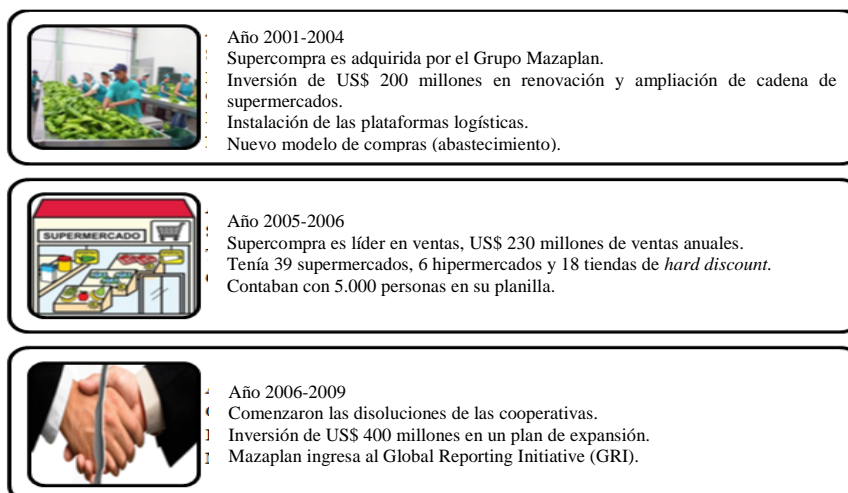 Año 2001-2004
Supercompra es adquirida por el Grupo Mazaplan.
Inversión de US$ 200 millones en renovación y ampliación de cadena de
supermercados.
Instalación de las plataformas logísticas.
Nuevo modelo de compras (abastecimiento).
SUPERMERCADO
Año 2005-2006
Supercompra es líder en ventas, US$ 230 millones de ventas anuales.
Tenía 39 supermercados, 6 hipermercados y 18 tiendas de hard discount.
Contaban con 5.000 personas en su planilla.
Año 2006-2009
Comenzaron las disoluciones de las cooperativas.
Inversión de US$ 400 millones en un plan de expansión.
Mazaplan ingresa al Global Reporting Initiative (GRI).